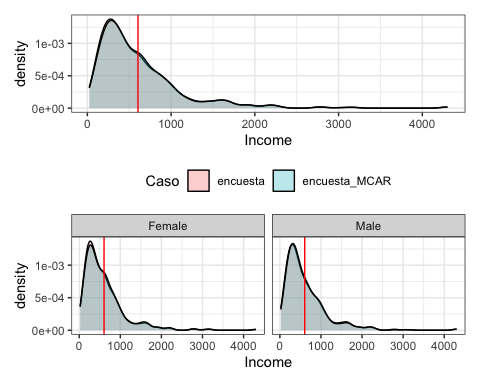 density
1e-03
5e-04
0e+00
0 1000 2000 3000 4000
Income
Caso encuesta encuesta_MCAR
Female Male
density
1e-03
5e-04
0e+00
0 1000 2000 3000 4000 0 1000 2000 3000 4000
Income